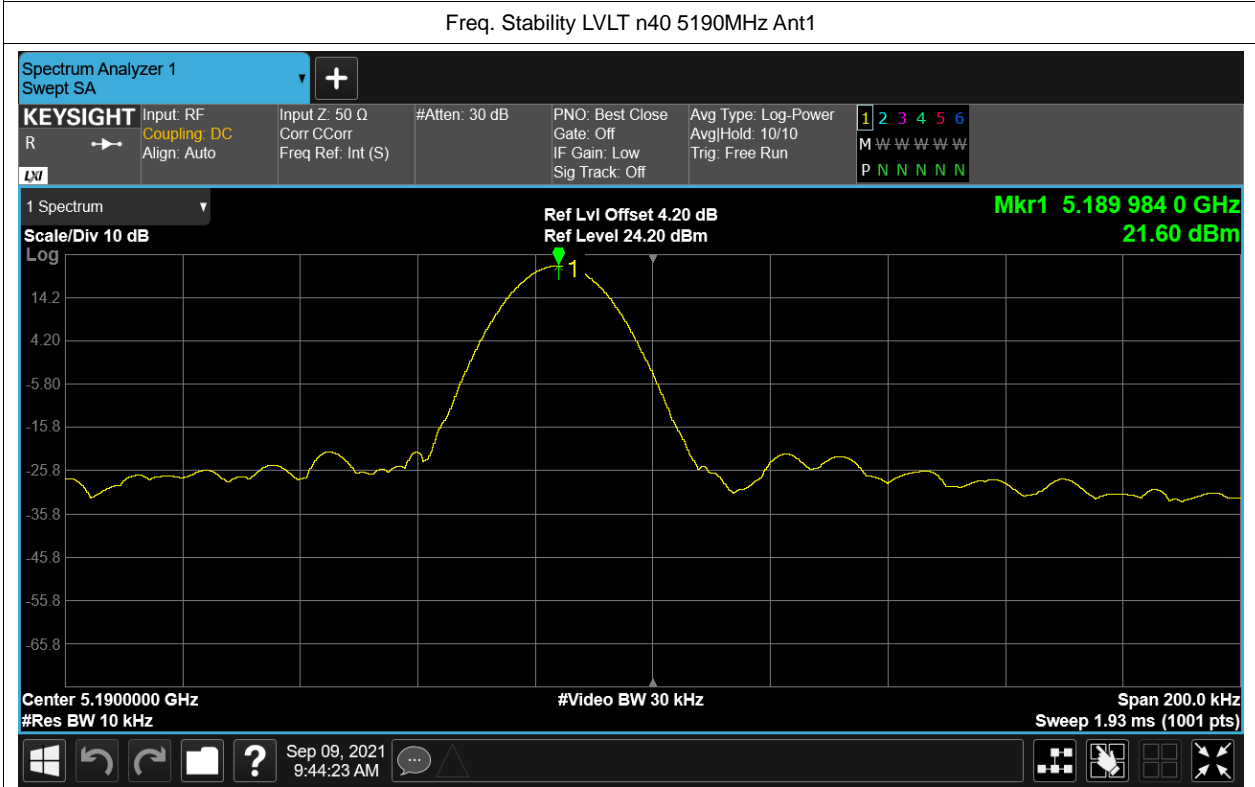 Freq. Stability LVLT n40 5190MHz Ant1
Spectrum Analyzer 1
Swept SA
KEYSIGHT Input: RF Input Z: 50 Ω #Atten: 30 dB PNO: Best Close Avg Type: Log-Power 1 2 3 4 5 6
R Coupling: DC Corr CCorr Gate: Off Avg|Hold: 10/10 M W W W W W
Align: Auto Freq Ref: Int (S) IF Gain: Low Trig: Free Run
LXI Sig Track: Off P N N N N N
1 Spectrum Ref Lvl Offset 4.20 dB Mkr1 5.189 984 0 GHz
Scale/Div 10 dB Ref Level 24.20 dBm 21.60 dBm
Log
1
14.2
4.20
-5.80
-15.8
-25.8
-35.8
-45.8
-55.8
-65.8
Center 5.1900000 GHz #Video BW 30 kHz Span 200.0 kHz
#Res BW 10 kHz Sweep 1.93 ms (1001 pts)
? Sep 09, 2021
9:44:23 AM